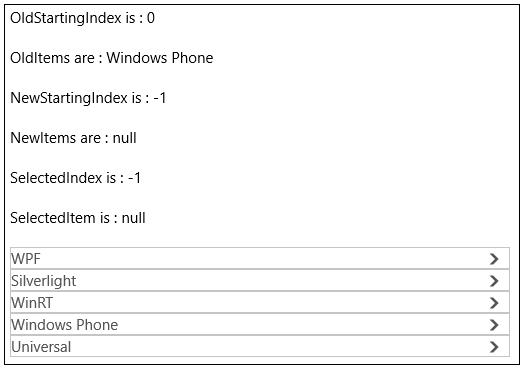 OldStartingIndex is : 0
OldItems are : Windows Phone
NewStartingIndex is : -1
NewItems are : null
SelectedIndex is : -1
SelectedItem is : null
WPF
Silverlight
WinRT
Windows Phone
Universal